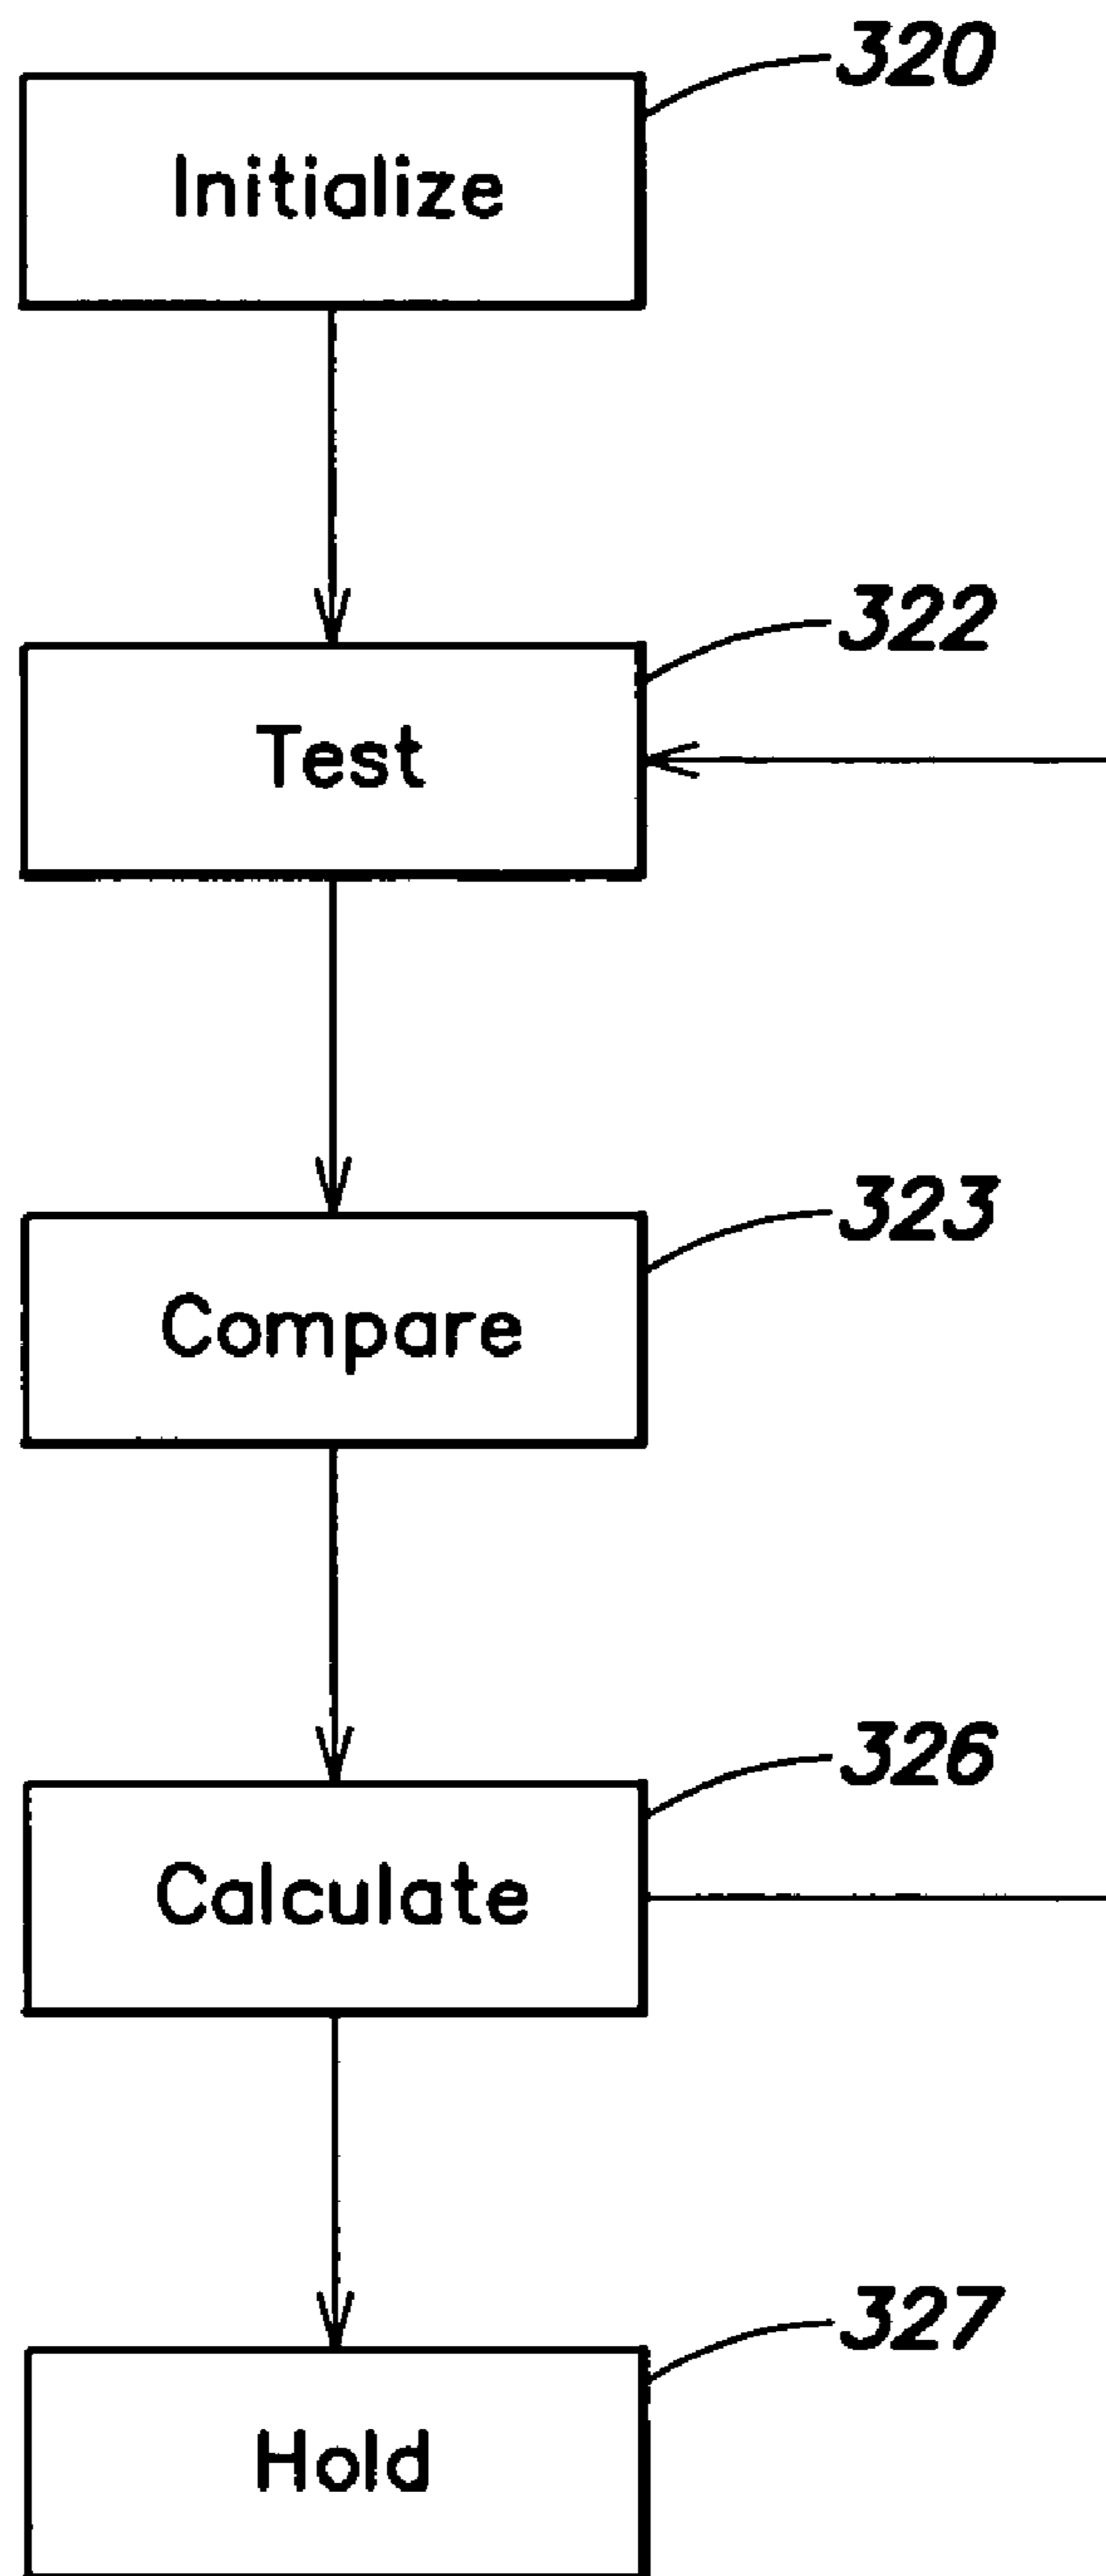 320
Initialize
322
Test
323
Compare
326
Calculate
327
Hold